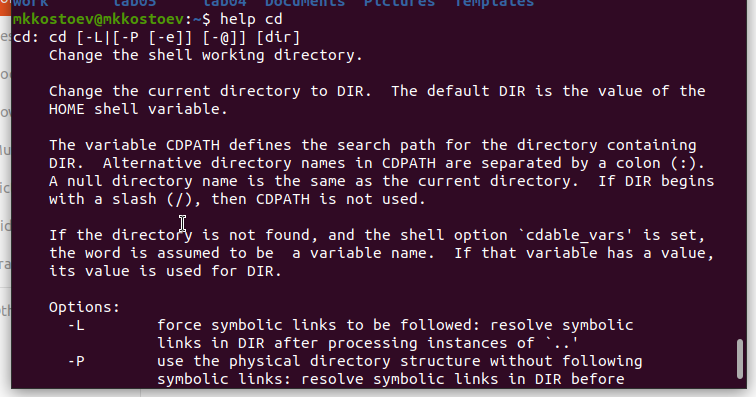 work lab03 lab04 Documents Pictures Templates
mkkostoev@mkkostoev:~$ help cd
cd: cd [-L|[-P [-e]] [-@]] [dir]
Change the shell working directory.
Change the current directory to DIR.  The default DIR is the value of the
HOME shell variable.
The variable CDPATH defines the search path for the directory containing
DIR.  Alternative directory names in CDPATH are separated by a colon (:).
A null directory name is the same as the current directory.  If DIR begins
with a slash (/), then CDPATH is not used.
If the directory is not found, and the shell option `cdable_vars' is set,
the word is assumed to be  a variable name.  If that variable has a value,
its value is used for DIR.
Options:
-L        force symbolic links to be followed: resolve symbolic
links in DIR after processing instances of `..'
-P        use the physical directory structure without following
symbolic links: resolve symbolic links in DIR before